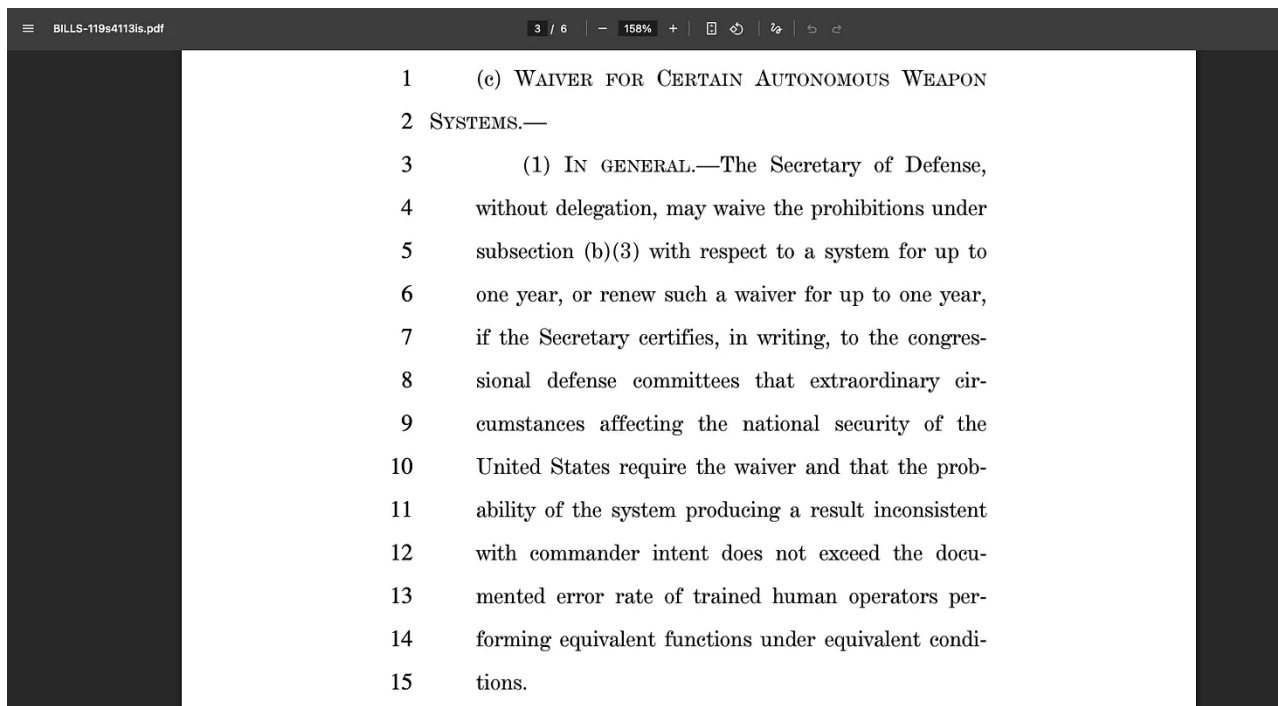 BILLS-119s4113is.pdf
3 / 6
158%
1 (c) WAIVER FOR CERTAIN AUTONOMOUS WEAPON
2 SYSTEMS.—
3 (1) IN GENERAL.—The Secretary of Defense,
4 without delegation, may waive the prohibitions under
5 subsection (b)(3) with respect to a system for up to
6 one year, or renew such a waiver for up to one year,
7 if the Secretary certifies, in writing, to the congres-
8 sional defense committees that extraordinary cir-
9 cumstances affecting the national security of the
10 United States require the waiver and that the prob-
11 ability of the system producing a result inconsistent
12 with commander intent does not exceed the docu-
13 mented error rate of trained human operators per-
14 forming equivalent functions under equivalent condi-
15 tions.